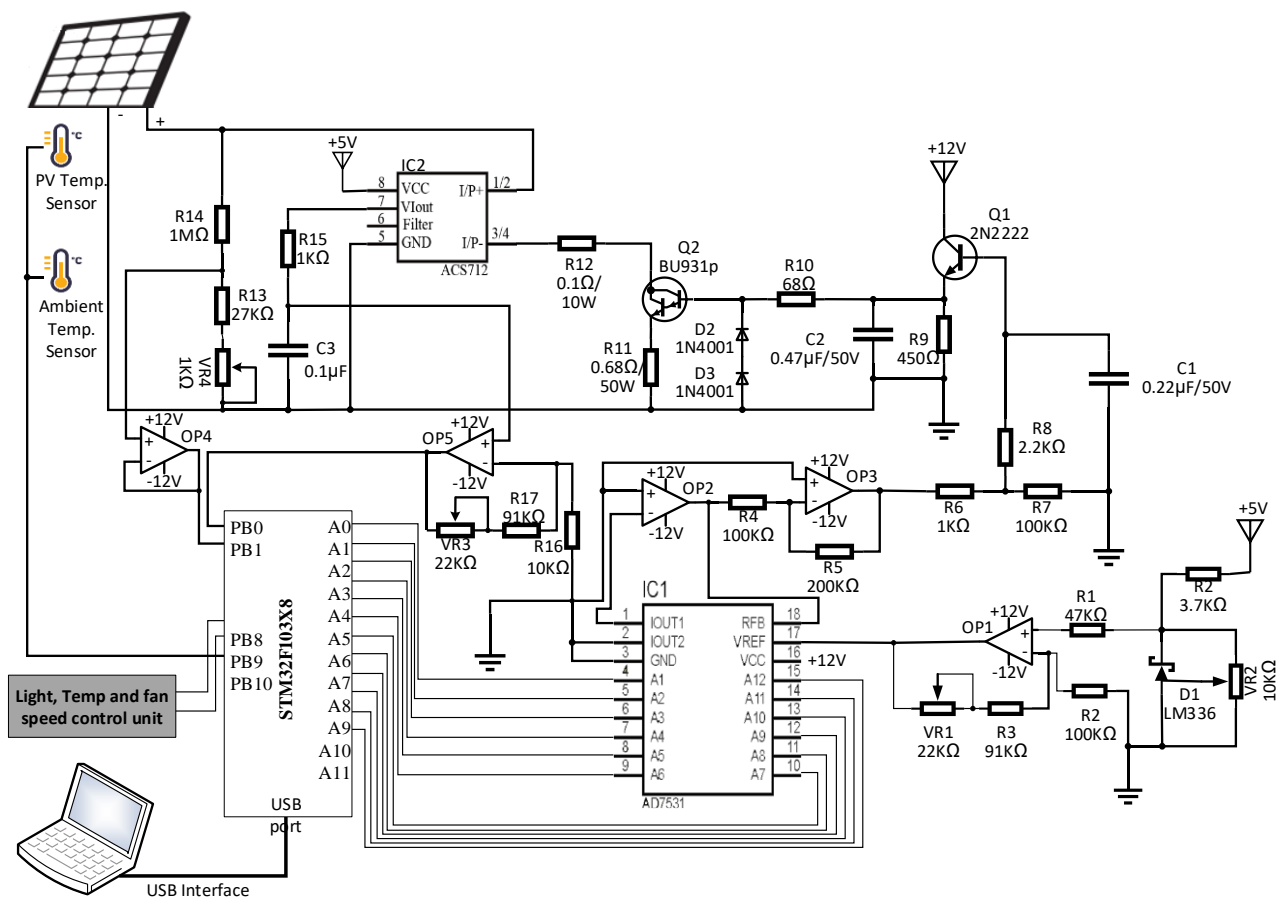 -
+
°C
PV Temp.
Sensor
°C
Ambient
Temp.
Sensor
R14
1MΩ
R13
27KΩ
VR4
1KΩ
R15
1KΩ
C3
0.1µF
+5V
IC2
8 VCC I/P+ 1/2
7 VIout
6 Filter
5 GND I/P- 3/4
ACS712
R12
0.1Ω/
10W
Q2
BU931p
R11
0.68Ω/
50W
D2
1N4001
D3
1N4001
R10
68Ω
C2
0.47µF/50V
R9
450Ω
+12V
Q1
2N2222
C1
0.22µF/50V
R8
2.2KΩ
R6
1KΩ
R7
100KΩ
+12V
OP4
+
-
-12V
+12V
OP5
+
-
-12V
R17
91KΩ
VR3
22KΩ
R16
10KΩ
+12V
OP2
+
-
-12V
R4
100KΩ
+12V
OP3
+
-
-12V
R5
200KΩ
PB0
PB1
PB8
PB9
PB10
STM32F103X8
A0
A1
A2
A3
A4
A5
A6
A7
A8
A9
A10
A11
USB
port
Light, Temp and fan
speed control unit
USB Interface
IC1
1 IOUT1 RFB 18
2 IOUT2 VREF 17
3 GND VCC 16 +12V
4 A1 A12 15
5 A2 A11 14
6 A3 A10 13
7 A4 A9 12
8 A5 A8 11
9 A6 A7 10
AD7531
+12V
OP1
+
-
-12V
R1
47KΩ
+5V
R2
3.7KΩ
D1
LM336
VR2
10KΩ
VR1
22KΩ
R3
91KΩ
R2
100KΩ